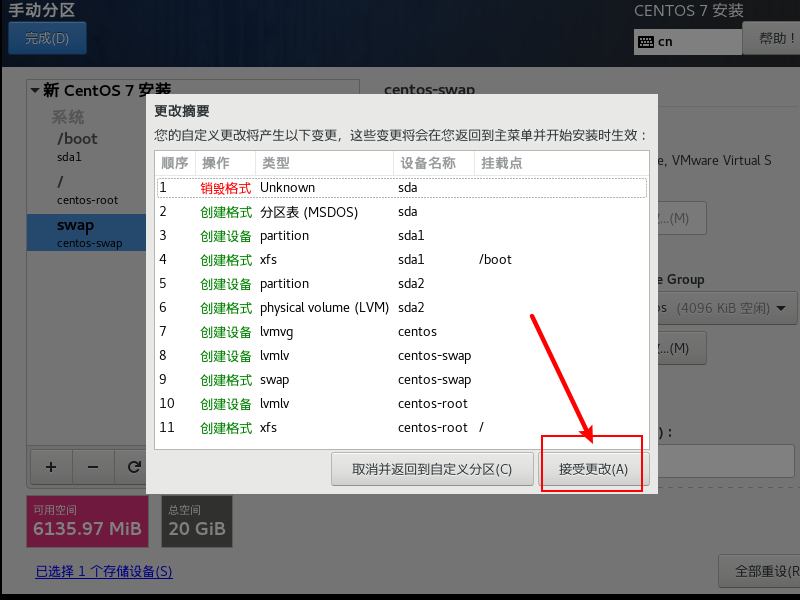 手动分区
CENTOS 7 安装
完成(D)
cn
帮助！
新 CentOS 7 安装
centos-swap
系统
/boot
sda1
/
centos-root
swap
centos-swap
e, VMware Virtual S
...(M)
e Group
os (4096 KiB 空闲)
...(M)
) :
更改摘要
您的自定义更改将产生以下变更，这些变更将会在您返回到主菜单并开始安装时生效：
顺序 操作 类型 设备名称 挂载点
1 销毁格式 Unknown sda
2 创建格式 分区表 (MSDOS) sda
3 创建设备 partition sda1
4 创建格式 xfs sda1 /boot
5 创建设备 partition sda2
6 创建格式 physical volume (LVM) sda2
7 创建设备 lvmvg centos
8 创建设备 lvmlv centos-swap
9 创建格式 swap centos-swap
10 创建设备 lvmlv centos-root
11 创建格式 xfs centos-root /
取消并返回到自定义分区(C)
接受更改(A)
+ −
可用空间
6135.97 MiB
总空间
20 GiB
已选择 1 个存储设备(S)
全部重设(R